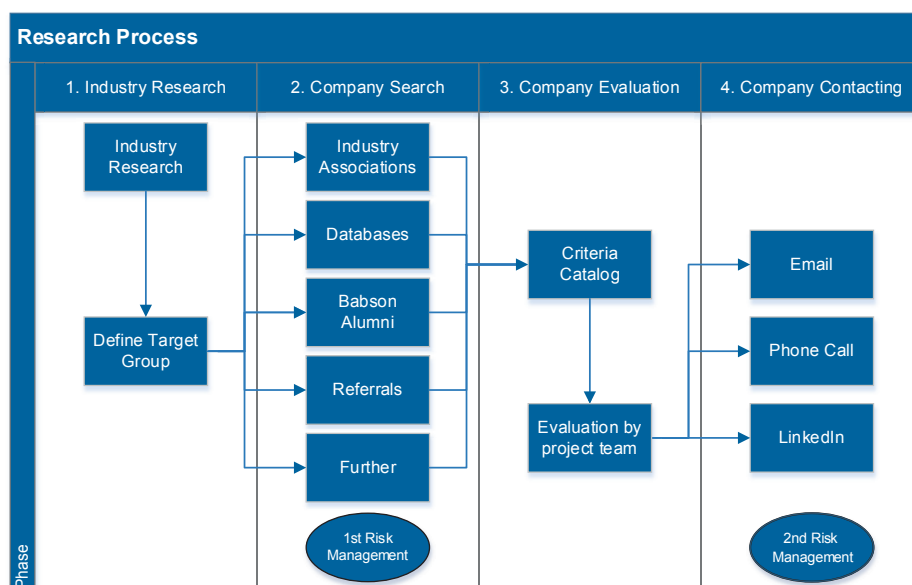 Research Process
Phase
1. Industry Research
2. Company Search
3. Company Evaluation
4. Company Contacting
Industry
Research
Define Target
Group
Industry
Associations
Databases
Babson
Alumni
Referrals
Further
1st Risk
Management
Criteria
Catalog
Evaluation by
project team
Email
Phone Call
LinkedIn
2nd Risk
Management